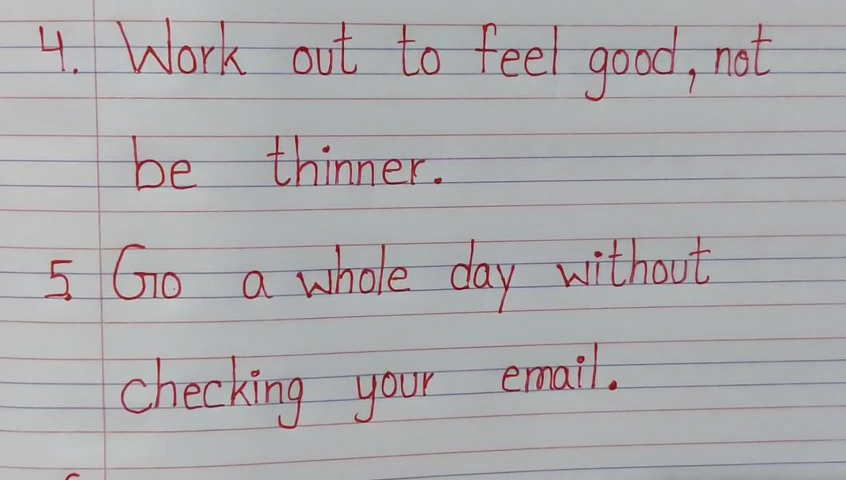 4. Work out to feel good, not
be thinner.
5. Go a whole day without
checking your email.